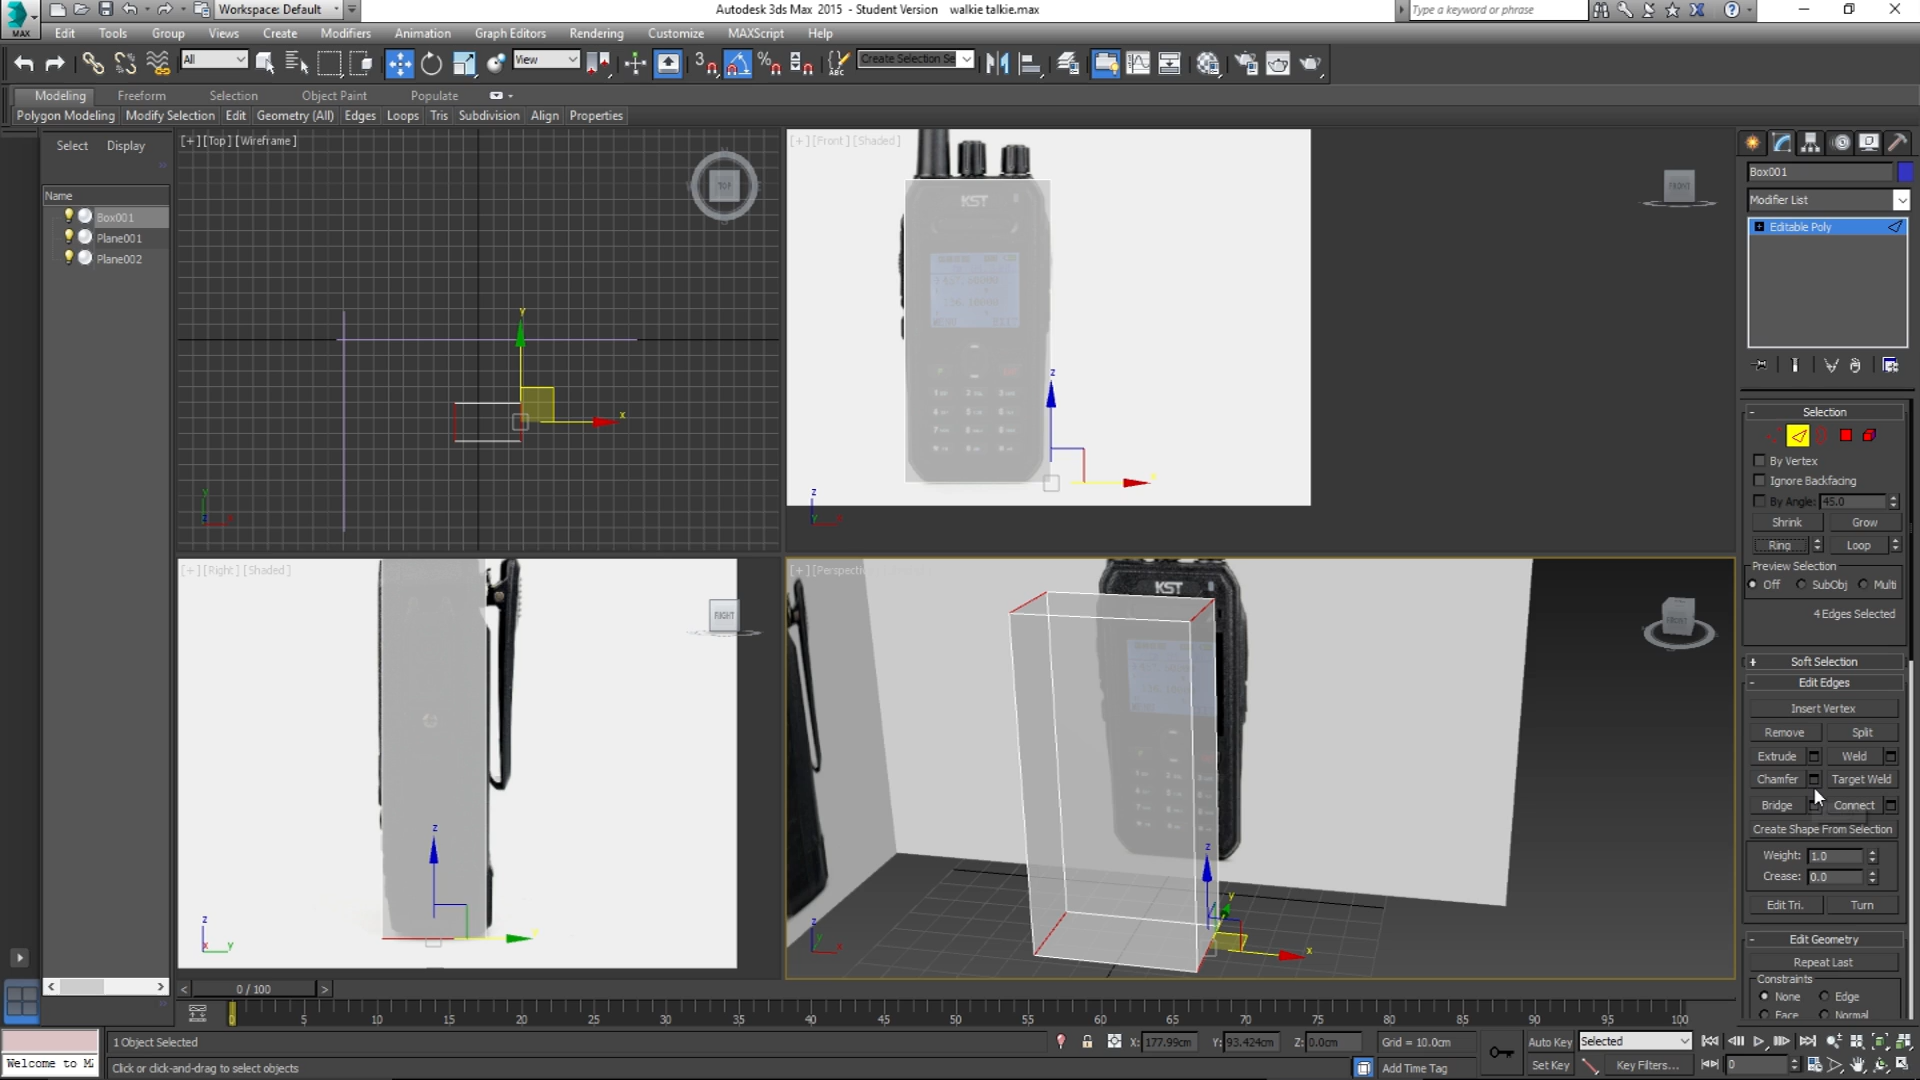 Workspace: Default
Autodesk 3ds Max 2015 - Student Version walkie talkie.max
Type a keyword or phrase
MAX
Edit Tools Group Views Create Modifiers Animation Graph Editors Rendering Customize MAXScript Help
All
View
3
%
ABC
Create Selection Se
Modeling Freeform Selection Object Paint Populate
Polygon Modeling Modify Selection Edit Geometry (All) Edges Loops Tris Subdivision Align Properties
Select Display
Name
Box001
Plane001
Plane002
[+] [Top] [Wireframe]
TOP
y
x
[+] [Front] [Shaded]
FRONT
KST
MENU
z
x
[+] [Right] [Shaded]
RIGHT
z
y
KST
FRONT
z
y
x
Box001
Modifier List
Editable Poly
Selection
By Vertex
Ignore Backfacing
By Angle: 45.0
Shrink Grow
Ring Loop
Preview Selection
Off SubObj Multi
4 Edges Selected
+ Soft Selection
- Edit Edges
Insert Vertex
Remove Split
Extrude Weld
Chamfer Target Weld
Bridge Connect
Create Shape From Selection
Weight: 1.0
Crease: 0.0
Edit Tri. Turn
- Edit Geometry
Repeat Last
Constraints
None Edge
Face Normal
< 0 / 100 >
0 5 10 15 20 25 30 35 40 45 50 55 60 65 70 75 80 85 90 95 100
1 Object Selected
X: 177.99cm Y: 93.424cm Z: 0.0cm Grid = 10.0cm
Auto Key Selected
Welcome to M
Click or click-and-drag to select objects
Add Time Tag
Set Key Key Filters... 0